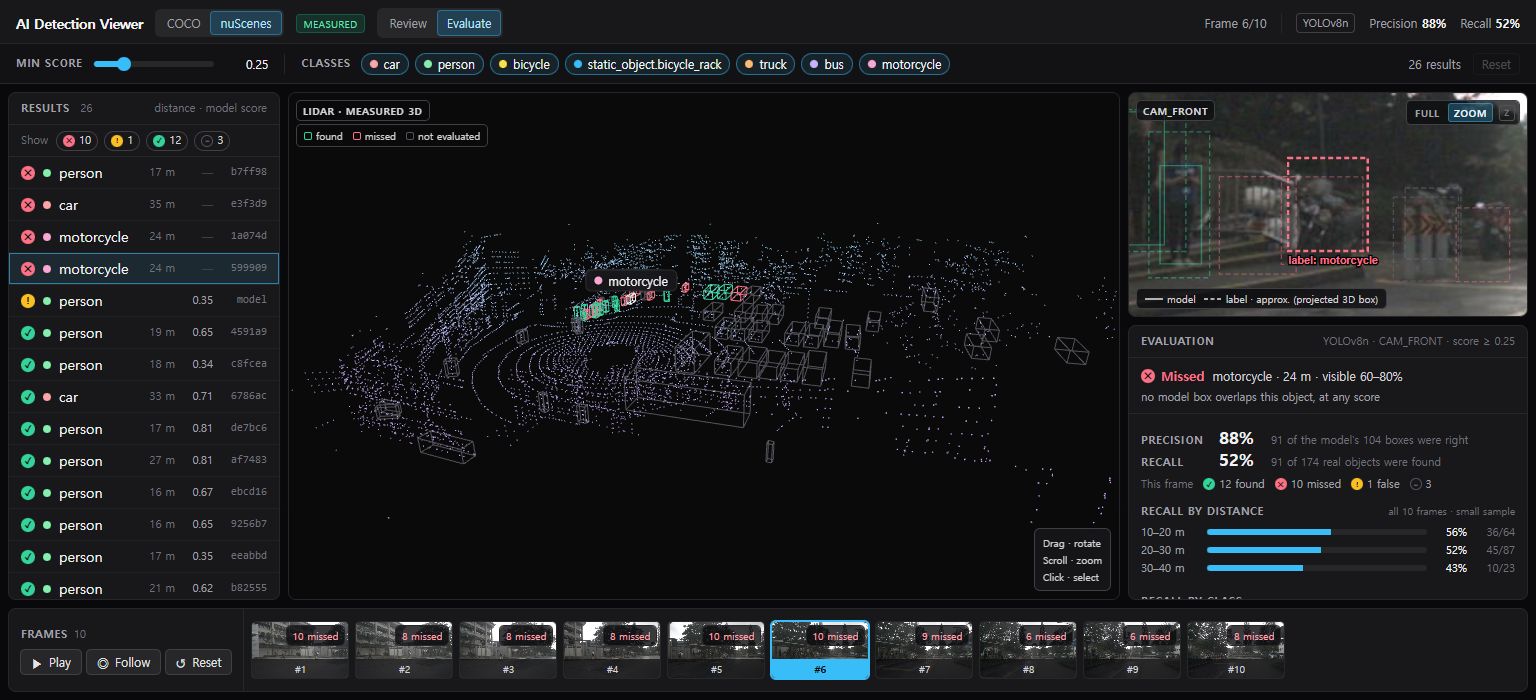 AI Detection Viewer COCO nuScenes MEASURED Review Evaluate Frame 6/10 YOLOv8n Precision 88% Recall 52%
MIN SCORE 0.25 CLASSES car person bicycle static_object.bicycle_rack truck bus motorcycle 26 results Reset
RESULTS 26 distance · model score
Show 10 1 12 3
person 17 m — b7ff98
car 35 m — e3f3d9
motorcycle 24 m — 1a074d
motorcycle 24 m — 599909
person 0.35 model
person 19 m 0.65 4591a9
person 18 m 0.34 c8fcea
car 33 m 0.71 6786ac
person 17 m 0.81 de7bc6
person 27 m 0.81 af7483
person 16 m 0.67 ebcd16
person 16 m 0.65 9256b7
person 17 m 0.35 eeabbd
person 21 m 0.62 b82555
LIDAR · MEASURED 3D
found missed not evaluated
motorcycle
Drag · rotate
Scroll · zoom
Click · select
CAM_FRONT FULL ZOOM Z
label: motorcycle
model label · approx. (projected 3D box)
EVALUATION YOLOv8n · CAM_FRONT · score ≥ 0.25
Missed motorcycle · 24 m · visible 60–80%
no model box overlaps this object, at any score
PRECISION 88% 91 of the model's 104 boxes were right
RECALL 52% 91 of 174 real objects were found
This frame 12 found 10 missed 1 false 3
RECALL BY DISTANCE all 10 frames · small sample
10–20 m 56% 36/64
20–30 m 52% 45/87
30–40 m 43% 10/23
RECALL BY CLASS
FRAMES 10
Play Follow Reset
10 missed 8 missed 8 missed 8 missed 10 missed 10 missed 9 missed 6 missed 6 missed 8 missed
#1 #2 #3 #4 #5 #6 #7 #8 #9 #10